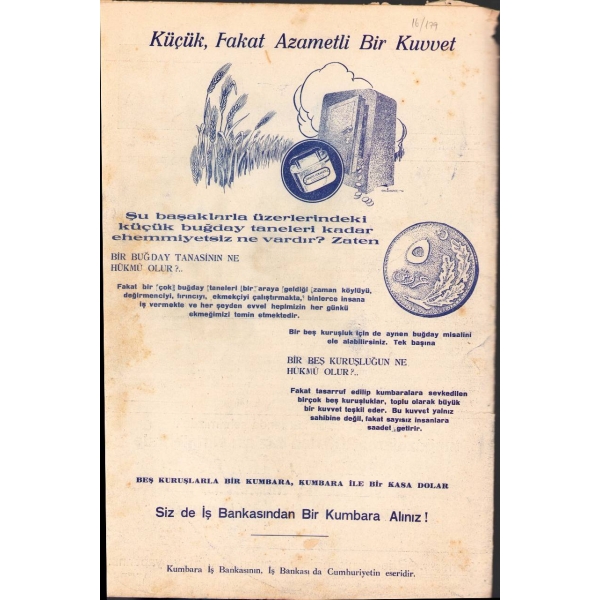 16/179
Küçük, Fakat Azametli Bir Kuvvet
Şu başaklarla üzerlerindeki
küçük buğday taneleri kadar
ehemmiyetsiz ne vardır? Zaten
BİR BUĞDAY TANASININ NE
HÜKMÜ OLUR?..
Fakat bir çok buğday taneleri bir araya geldiği zaman köylüyü,
değirmenciyi, fırıncıyı, ekmekçiyi çalıştırmakta, binlerce insana
iş vermekte ve her şeyden evvel hepimizin her günkü
ekmeğimizi temin etmektedir.
Bir beş kuruşluk için de aynen buğday misalini
ele alabilirsiniz. Tek başına
BİR BEŞ KURUŞLUĞUN NE
HÜKMÜ OLUR?..
Fakat tasarruf edilip kumbaralara sevkedilen
birçok beş kuruşluklar, toplu olarak büyük
bir kuvvet teşkil eder. Bu kuvvet yalnız
sahibine değil, fakat sayısız insanlara
saadet getirir.
BEŞ KURUŞLARLA BİR KUMBARA, KUMBARA İLE BİR KASA DOLAR
Siz de İş Bankasından Bir Kumbara Alınız!
Kumbara İş Bankasının, İş Bankası da Cumhuriyetin eseridir.